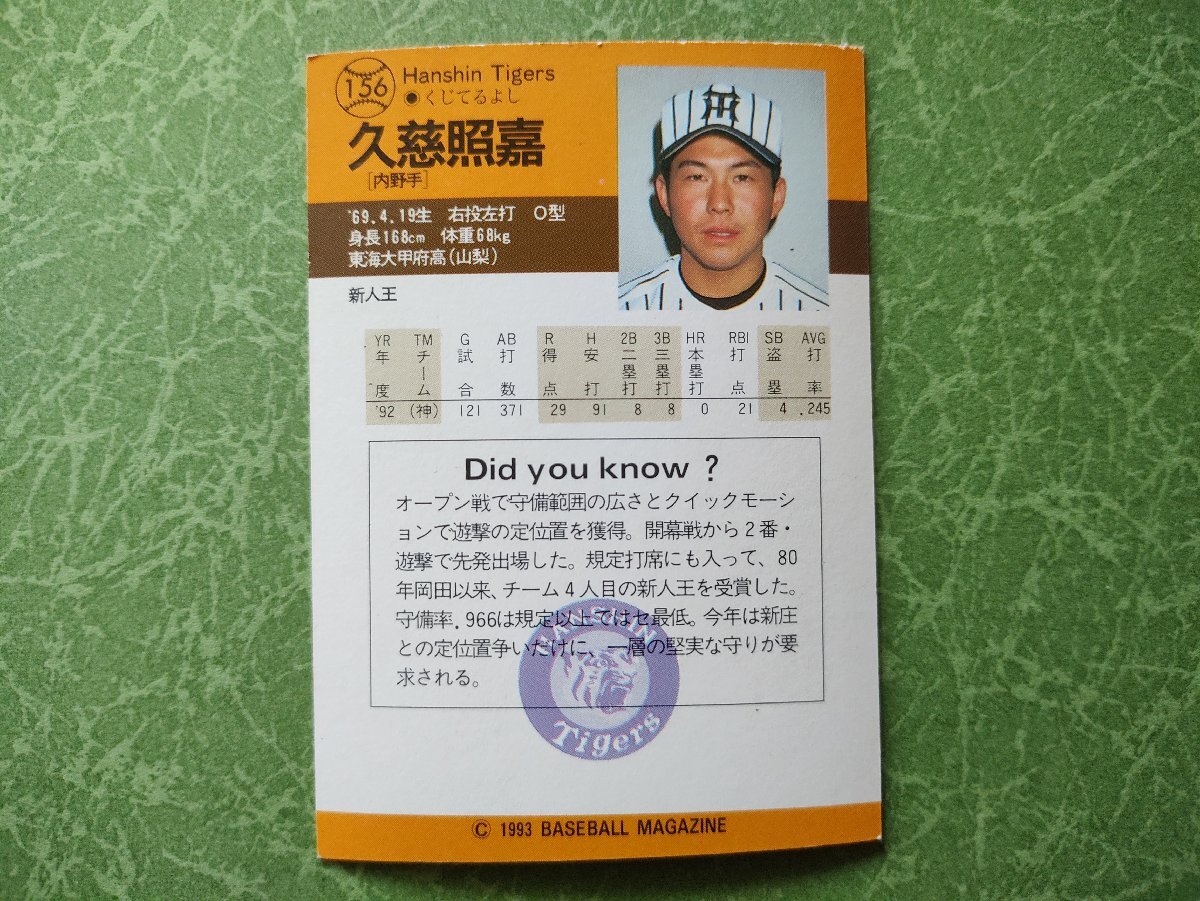 156
Hanshin Tigers
●くじてるよし
久慈照嘉
[内野手]
'69.4.19生 右投左打 O型
身長168cm 体重68kg
東海大甲府高(山梨)
新人王
YR TM G AB R H 2B 3B HR RBI SB AVG
年度 チーム 試合 打数 得点 安打 二塁打 三塁打 本塁打 打点 盗塁 打率
'92 (神) 121 371 29 91 8 8 0 21 4 .245
Did you know ?
オープン戦で守備範囲の広さとクイックモーシ
ョンで遊撃の定位置を獲得。開幕戦から2番・
遊撃で先発出場した。規定打席にも入って、80
年岡田以来、チーム4人目の新人王を受賞した。
守備率.966は規定以上ではセ最低。今年は新庄
との定位置争いだけに、一層の堅実な守りが要
求される。
HANSHIN
Tigers
© 1993 BASEBALL MAGAZINE